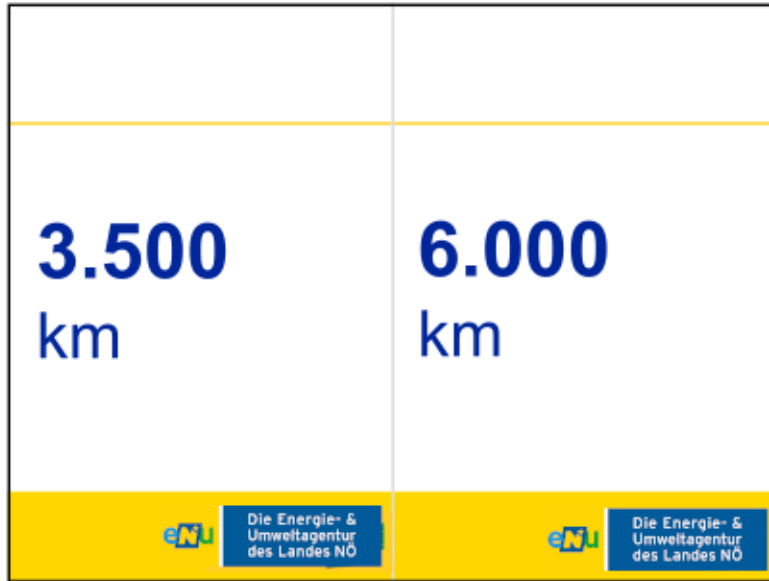 3.500
km
eNu
Die Energie- &
Umweltagentur
des Landes NÖ
6.000
km
eNu
Die Energie- &
Umweltagentur
des Landes NÖ